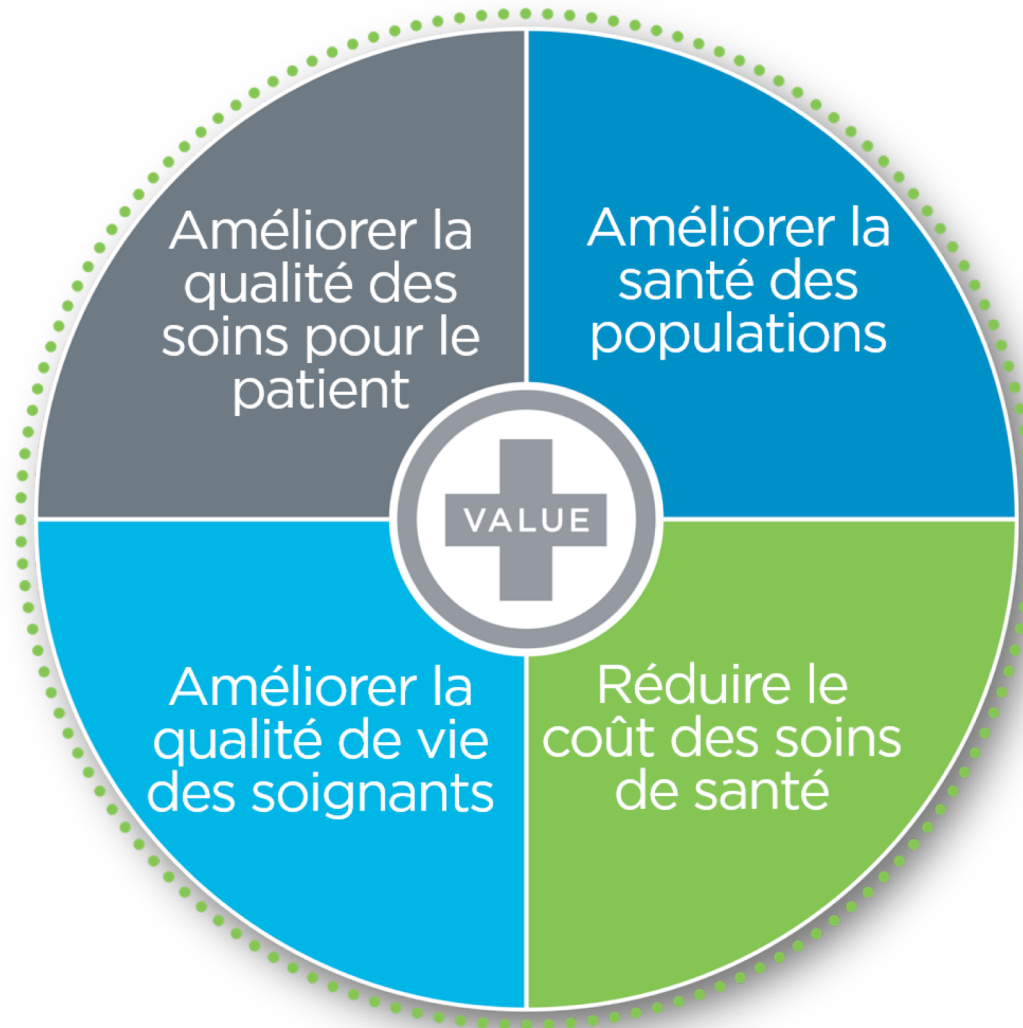 Améliorer la
qualité des
soins pour le
patient
Améliorer la
santé des
populations
VALUE
Améliorer la
qualité de vie
des soignants
Réduire le
coût des soins
de santé